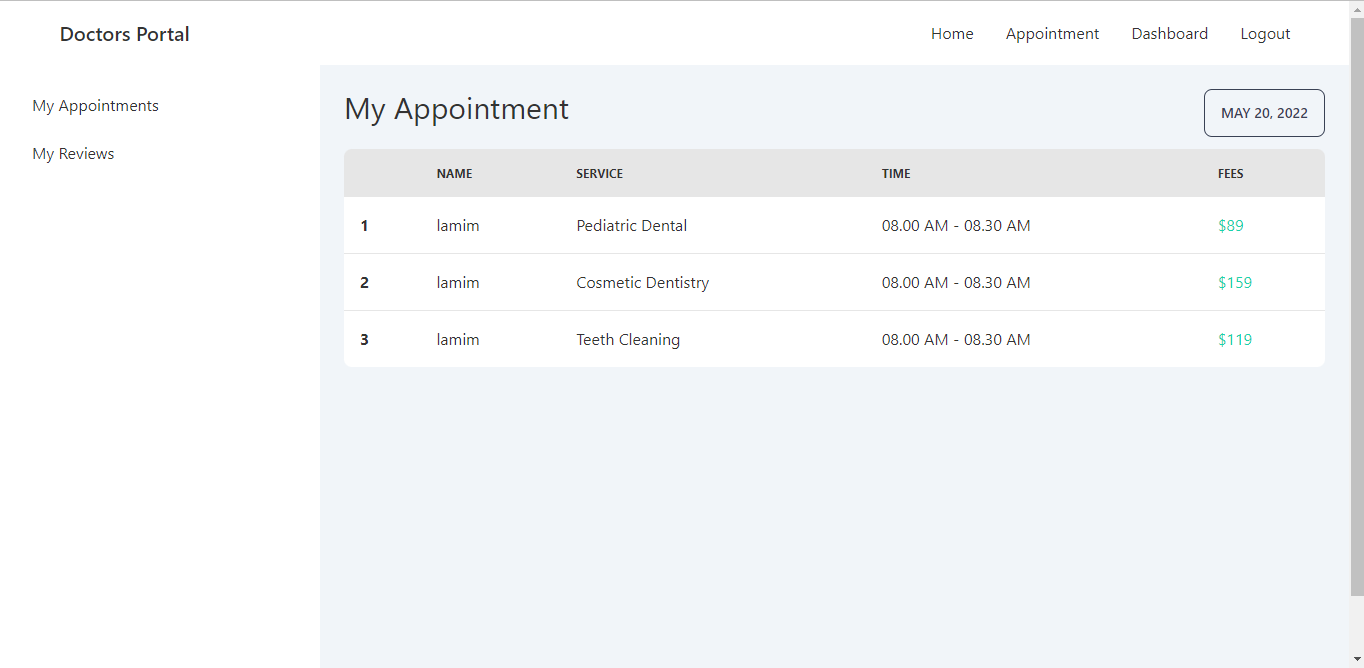 Doctors Portal Home Appointment Dashboard Logout
My Appointments
My Reviews
My Appointment MAY 20, 2022
NAME SERVICE TIME FEES
1 lamim Pediatric Dental 08.00 AM - 08.30 AM $89
2 lamim Cosmetic Dentistry 08.00 AM - 08.30 AM $159
3 lamim Teeth Cleaning 08.00 AM - 08.30 AM $119